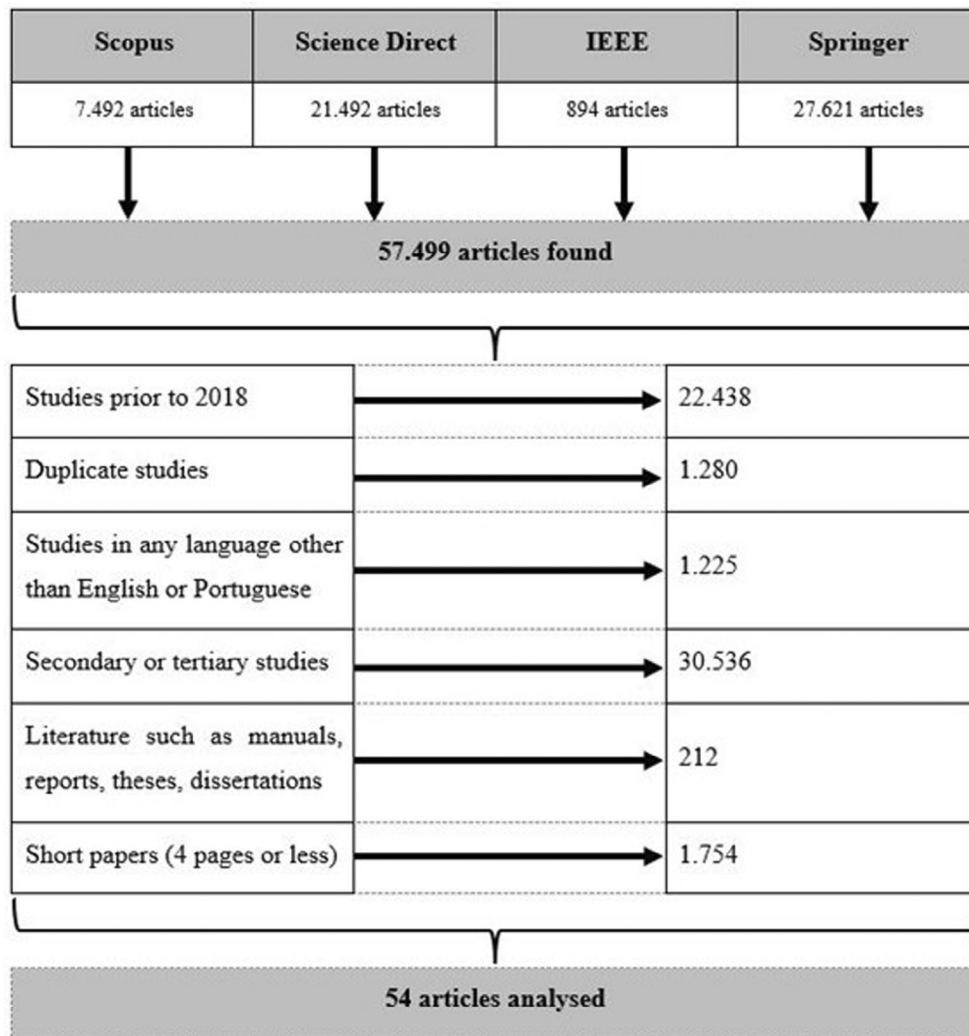 Scopus
Science Direct
IEEE
Springer
7.492 articles
21.492 articles
894 articles
27.621 articles
57.499 articles found
Studies prior to 2018
22.438
Duplicate studies
1.280
Studies in any language other
than English or Portuguese
1.225
Secondary or tertiary studies
30.536
Literature such as manuals,
reports, theses, dissertations
212
Short papers (4 pages or less)
1.754
54 articles analysed